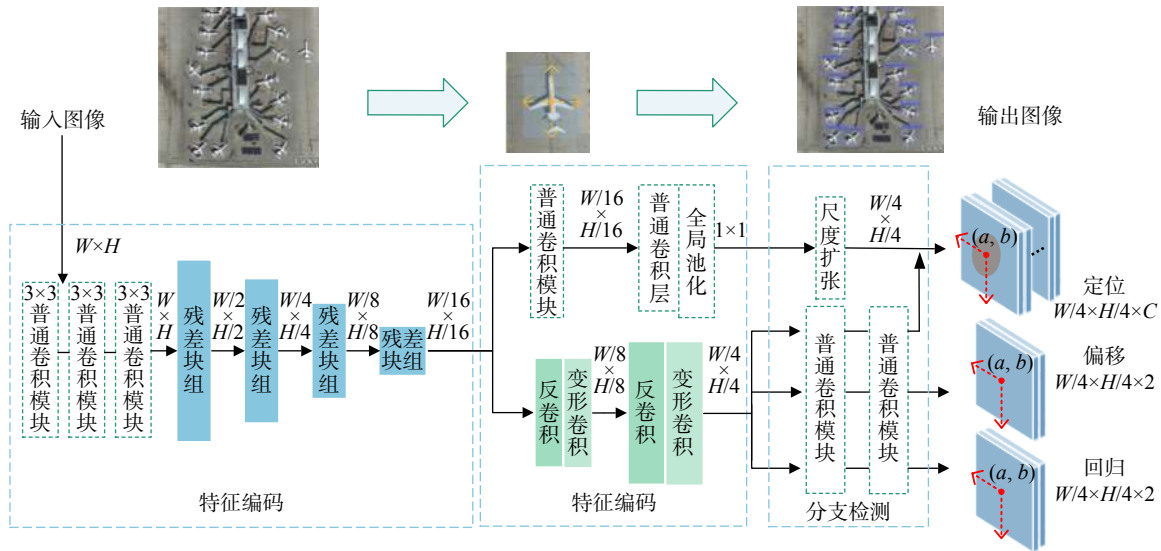 输入图像
输出图像
W×H
3×3
普通卷积模块
3×3
普通卷积模块
3×3
普通卷积模块
W
×
H
残差块组
W/2
×
H/2
残差块组
W/4
×
H/4
残差块组
W/8
×
H/8
残差
块组
W/16
×
H/16
特征编码
普通卷积模块
W/16
×
H/16
普通卷积层
全局池化
1×1
反卷积
变形卷积
W/8
×
H/8
反卷积
变形卷积
W/4
×
H/4
特征编码
尺度扩张
W/4
×
H/4
普通卷积模块
普通卷积模块
分支检测
(a, b)
...
定位
W/4×H/4×C
(a, b)
偏移
W/4×H/4×2
(a, b)
回归
W/4×H/4×2